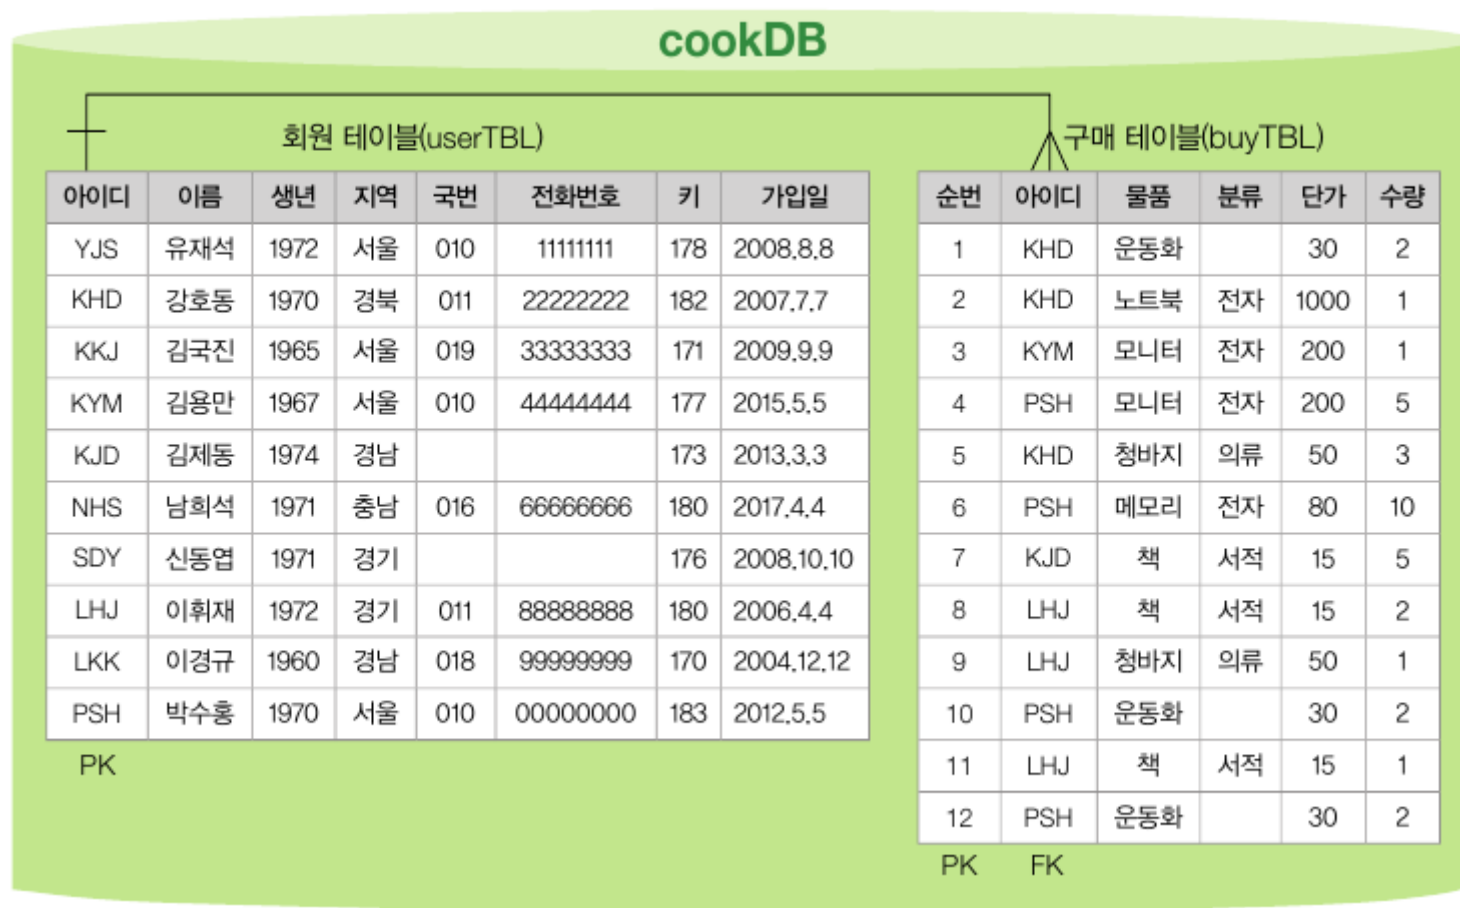 cookDB
회원 테이블(userTBL)
아이디 이름 생년 지역 국번 전화번호 키 가입일
YJS 유재석 1972 서울 010 11111111 178 2008.8.8
KHD 강호동 1970 경북 011 22222222 182 2007.7.7
KKJ 김국진 1965 서울 019 33333333 171 2009.9.9
KYM 김용만 1967 서울 010 44444444 177 2015.5.5
KJD 김제동 1974 경남 173 2013.3.3
NHS 남희석 1971 충남 016 66666666 180 2017.4.4
SDY 신동엽 1971 경기 176 2008.10.10
LHJ 이휘재 1972 경기 011 88888888 180 2006.4.4
LKK 이경규 1960 경남 018 99999999 170 2004.12.12
PSH 박수홍 1970 서울 010 00000000 183 2012.5.5
PK
구매 테이블(buyTBL)
순번 아이디 물품 분류 단가 수량
1 KHD 운동화 30 2
2 KHD 노트북 전자 1000 1
3 KYM 모니터 전자 200 1
4 PSH 모니터 전자 200 5
5 KHD 청바지 의류 50 3
6 PSH 메모리 전자 80 10
7 KJD 책 서적 15 5
8 LHJ 책 서적 15 2
9 LHJ 청바지 의류 50 1
10 PSH 운동화 30 2
11 LHJ 책 서적 15 1
12 PSH 운동화 30 2
PK FK